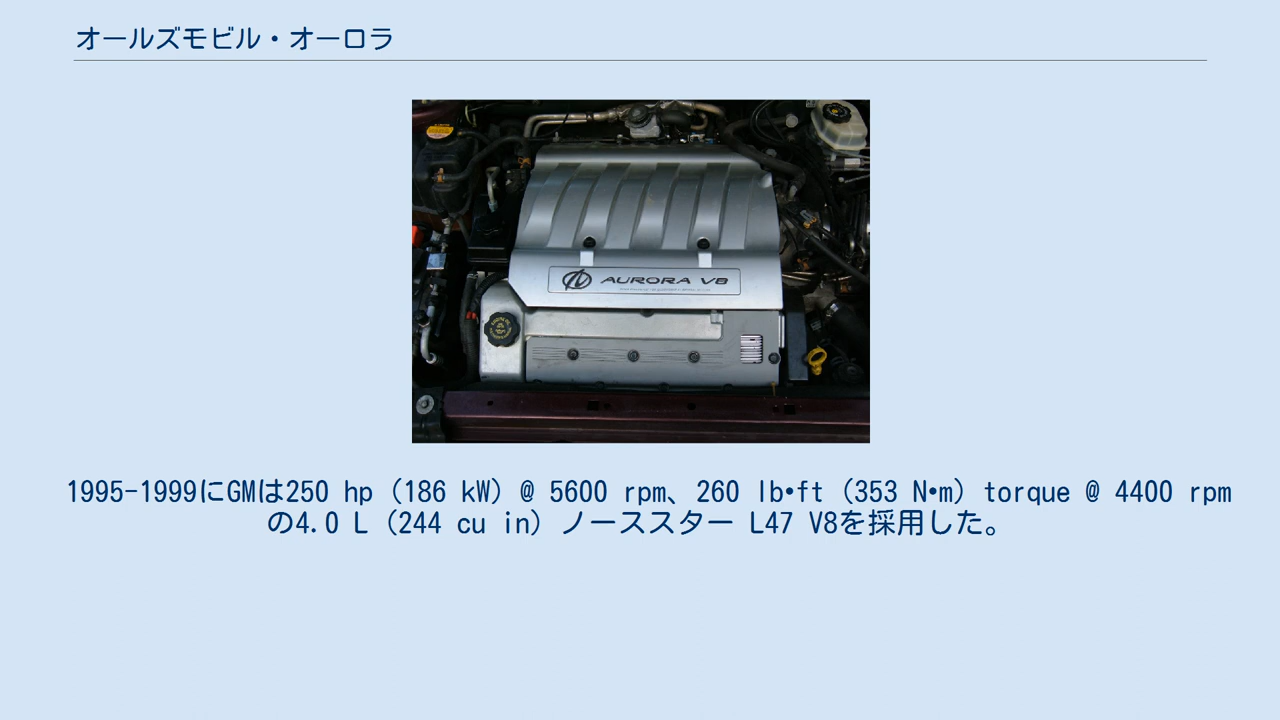 オールズモビル・オーロラ
AURORA V8
1995-1999にGMは250 hp (186 kW) @ 5600 rpm、260 lb•ft (353 N•m) torque @ 4400 rpm
の4.0 L (244 cu in) ノーススター L47 V8を採用した。